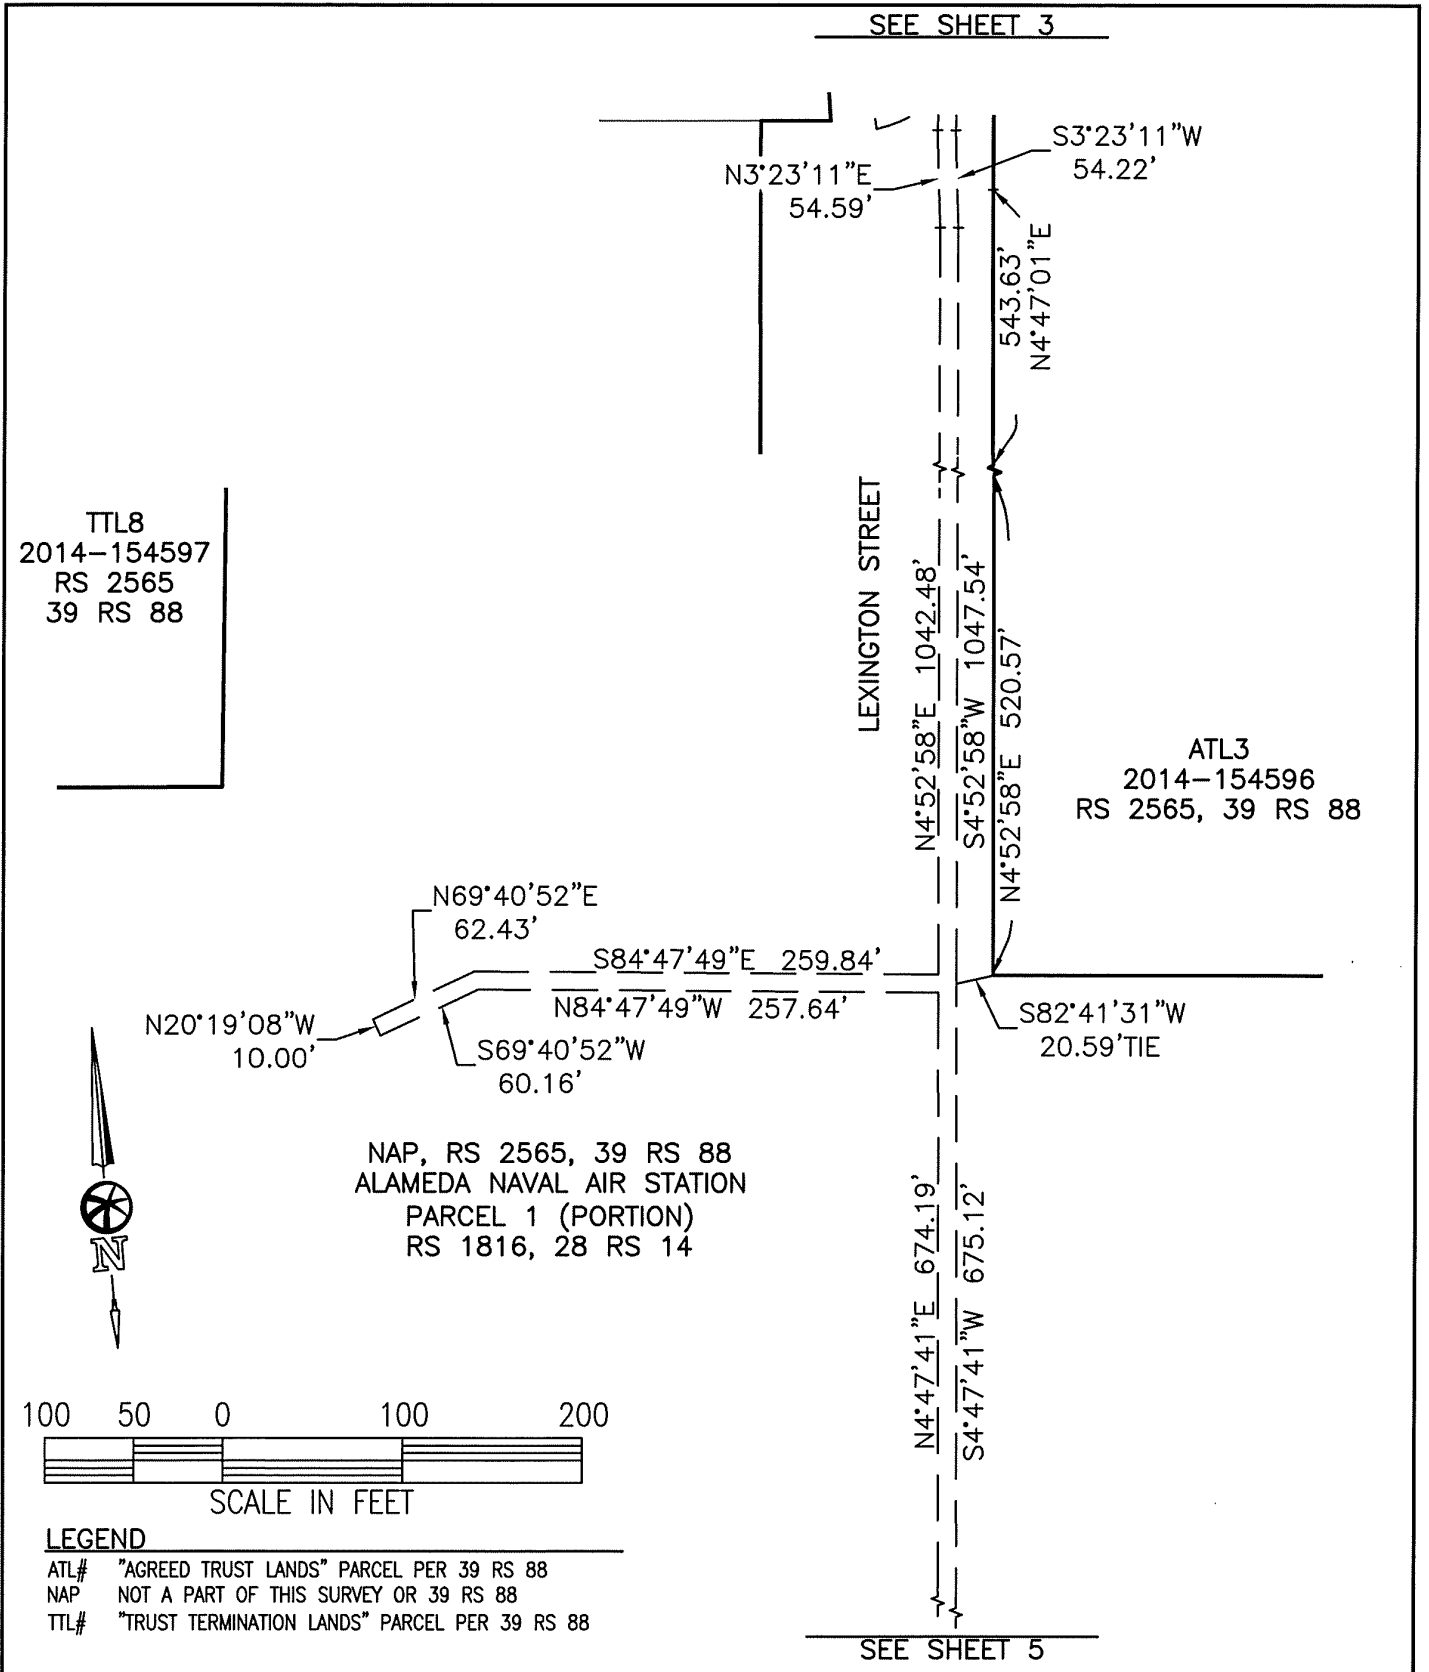 SEE SHEET 3
S3°23'11"W
54.22'
N3°23'11"E
54.59'
543.63'
N4°47'01"E
LEXINGTON STREET
TTL8
2014-154597
RS 2565
39 RS 88
N4°52'58"E 1042.48'
S4°52'58"W 1047.54'
N4°52'58"E 520.57'
ATL3
2014-154596
RS 2565, 39 RS 88
N69°40'52"E
62.43'
S84°47'49"E 259.84'
N84°47'49"W 257.64'
N20°19'08"W
10.00'
S69°40'52"W
60.16'
S82°41'31"W
20.59'TIE
NAP, RS 2565, 39 RS 88
ALAMEDA NAVAL AIR STATION
PARCEL 1 (PORTION)
RS 1816, 28 RS 14
N4°47'41"E 674.19'
S4°47'41"W 675.12'
N
100 50 0 100 200
SCALE IN FEET
LEGEND
ATL# "AGREED TRUST LANDS" PARCEL PER 39 RS 88
NAP NOT A PART OF THIS SURVEY OR 39 RS 88
TTL# "TRUST TERMINATION LANDS" PARCEL PER 39 RS 88
SEE SHEET 5